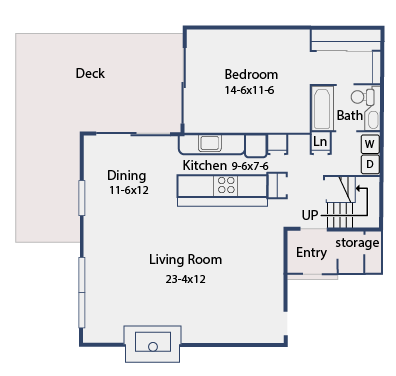 Deck
Bedroom
14-6x11-6
Bath
Ln
W
D
Kitchen 9-6x7-6
Dining
11-6x12
UP
Entry
storage
Living Room
23-4x12